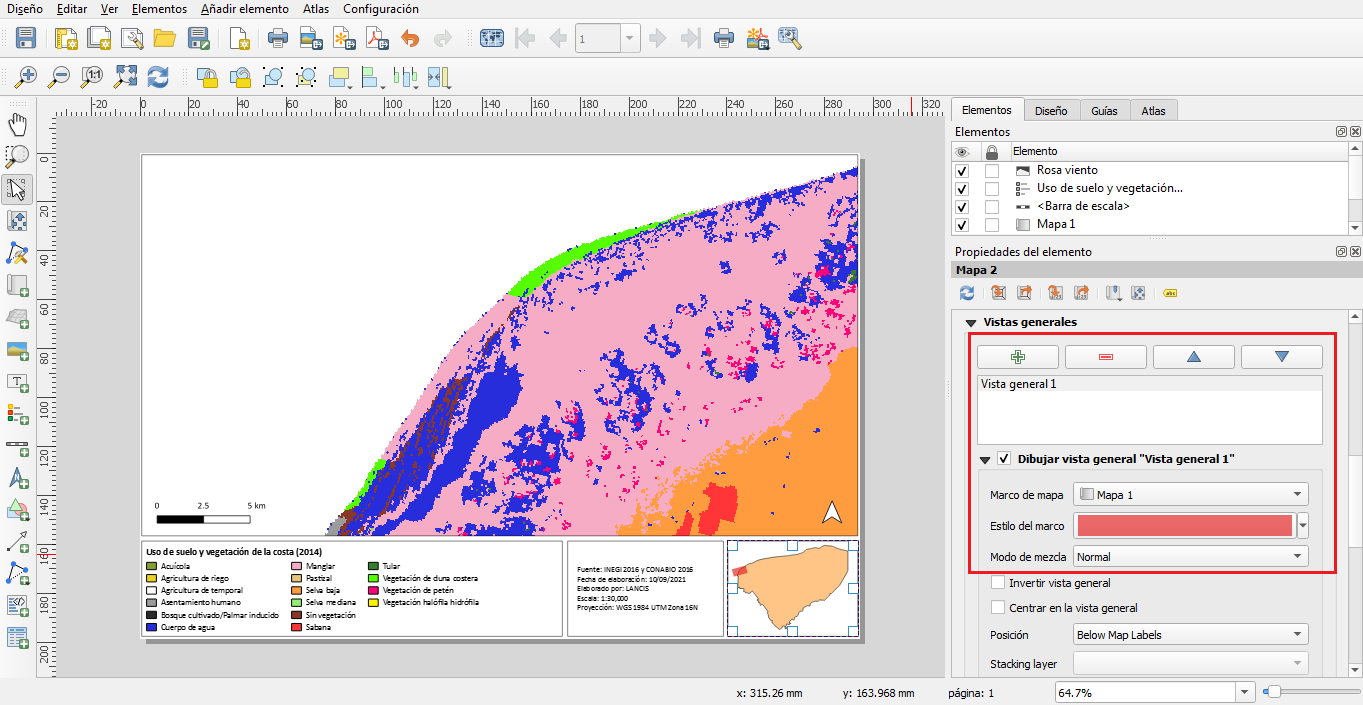 Diseño Editar Ver Elementos Añadir elemento Atlas Configuración
1
1:1
-20 0 20 40 60 80 100 120 140 160 180 200 220 240 260 280 300 320
0
20
40
60
80
100
120
140
160
180
200
Elementos Diseño Guías Atlas
Elementos
Elemento
Rosa viento
Uso de suelo y vegetación...
<Barra de escala>
Mapa 1
Propiedades del elemento
Mapa 2
abc
Vistas generales
Vista general 1
Dibujar vista general "Vista general 1"
Marco de mapa Mapa 1
Estilo del marco
Modo de mezcla Normal
Invertir vista general
Centrar en la vista general
Posición Below Map Labels
Stacking layer
0 2.5 5 km
Uso de suelo y vegetación de la costa (2014)
Acuícola
Agricultura de riego
Agricultura de temporal
Asentamiento humano
Bosque cultivado/Palmar inducido
Cuerpo de agua
Manglar
Pastizal
Selva baja
Selva mediana
Sin vegetación
Sabana
Tular
Vegetación de duna costera
Vegetación de petén
Vegetación halófila hidrófila
Fuente: INEGI 2016 y CONABIO 2016
Fecha de elaboración: 10/09/2021
Elaborado por: LANCIS
Escala: 1:30,000
Proyección: WGS 1984 UTM Zona 16N
x: 315.26 mm y: 163.968 mm página: 1 64.7%